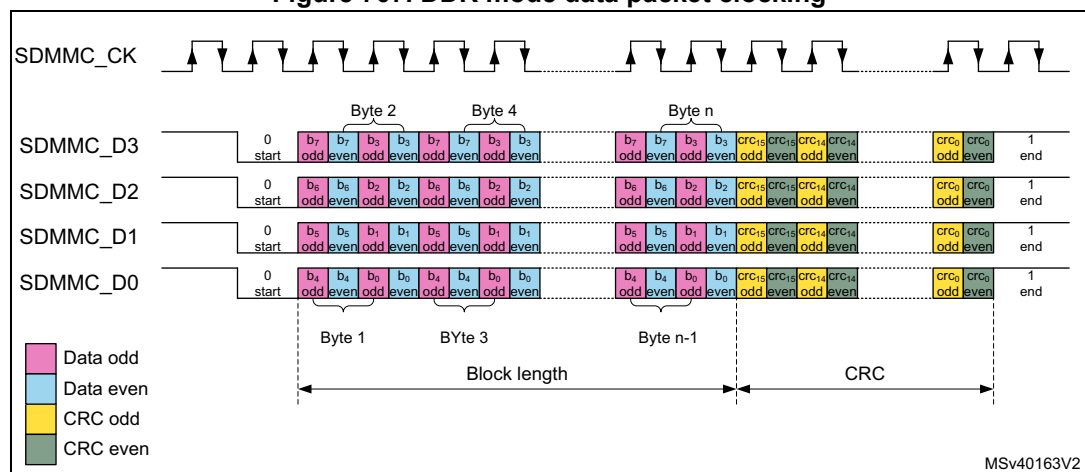 SDMMC_CK
Byte 2 Byte 4 Byte n
SDMMC_D3 0 start b7 odd b7 even b3 odd b3 even b7 odd b7 even b3 odd b3 even b7 odd b7 even b3 odd b3 even crc15 odd crc15 even crc14 odd crc14 even crc0 odd crc0 even 1 end
SDMMC_D2 0 start b6 odd b6 even b2 odd b2 even b6 odd b6 even b2 odd b2 even b6 odd b6 even b2 odd b2 even crc15 odd crc15 even crc14 odd crc14 even crc0 odd crc0 even 1 end
SDMMC_D1 0 start b5 odd b5 even b1 odd b1 even b5 odd b5 even b1 odd b1 even b5 odd b5 even b1 odd b1 even crc15 odd crc15 even crc14 odd crc14 even crc0 odd crc0 even 1 end
SDMMC_D0 0 start b4 odd b4 even b0 odd b0 even b4 odd b4 even b0 odd b0 even b4 odd b4 even b0 odd b0 even crc15 odd crc15 even crc14 odd crc14 even crc0 odd crc0 even 1 end
Byte 1 BYte 3 Byte n-1
Block length CRC
Data odd
Data even
CRC odd
CRC even
MSv40163V2